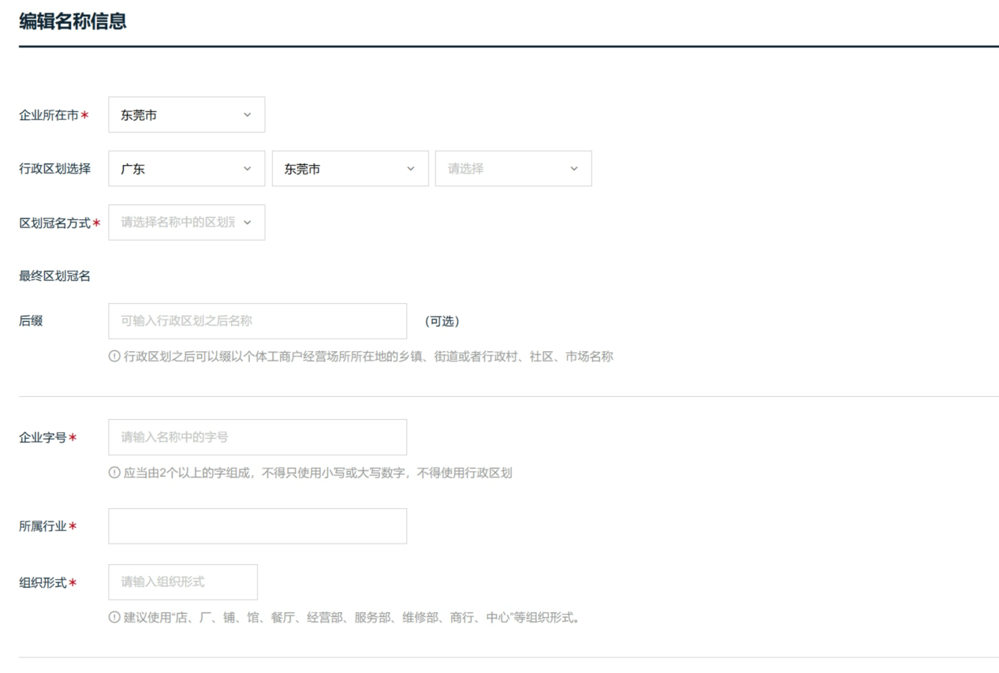 编辑名称信息
企业所在市* 东莞市
行政区划选择 广东 东莞市 请选择
区划冠名方式* 请选择名称中的区划冠
最终区划冠名
后缀 可输入行政区划之后名称 (可选)
行政区划之后可以缀以个体工商户经营场所所在地的乡镇、街道或者行政村、社区、市场名称
企业字号* 请输入名称中的字号
应当由2个以上的字组成，不得只使用小写或大写数字，不得使用行政区划
所属行业*
组织形式* 请输入组织形式
建议使用“店、厂、铺、馆、餐厅、经营部、服务部、维修部、商行、中心”等组织形式。